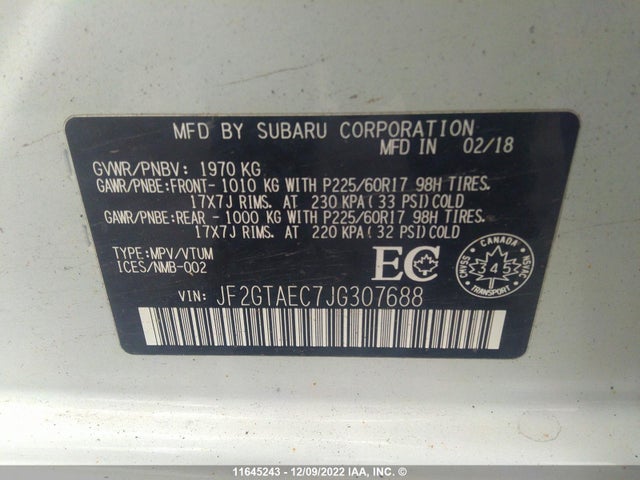 MFD BY SUBARU CORPORATION
MFD IN 02/18
GVWR/PNBV: 1970 KG
GAWR/PNBE:FRONT- 1010 KG WITH P225/60R17 98H TIRES.
17X7J RIMS. AT 230 KPA( 33 PSI)COLD
GAWR/PNBE:REAR - 1000 KG WITH P225/60R17 98H TIRES.
17X7J RIMS. AT 220 KPA( 32 PSI)COLD
TYPE:MPV/VTUM
ICES/NMB-002
EC
CANADA
CMVSS
345
NSVAC
TRANSPORT
VIN: JF2GTAEC7JG307688
11645243 - 12/09/2022 IAA, INC. ©